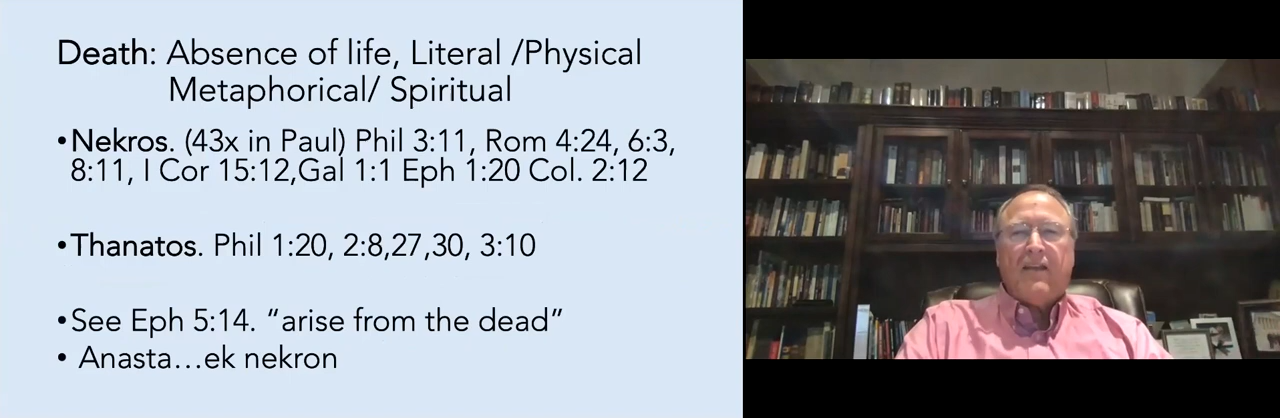 Death: Absence of life, Literal /Physical
Metaphorical/ Spiritual
•Nekros. (43x in Paul) Phil 3:11, Rom 4:24, 6:3,
8:11, I Cor 15:12,Gal 1:1 Eph 1:20 Col. 2:12
•Thanatos. Phil 1:20, 2:8,27,30, 3:10
•See Eph 5:14. “arise from the dead”
• Anasta…ek nekron